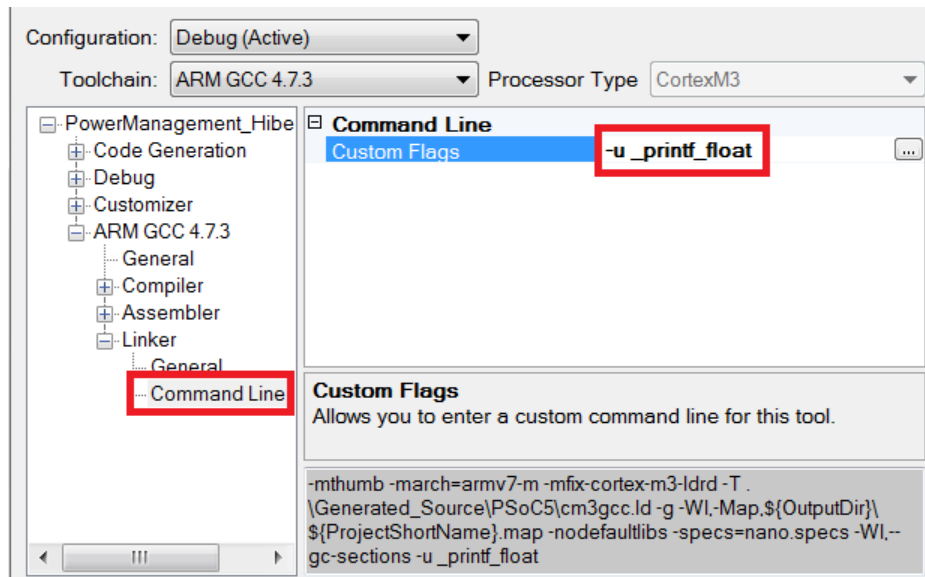 Configuration: Debug (Active)
Toolchain: ARM GCC 4.7.3 Processor Type CortexM3
PowerManagement_Hibe
Code Generation
Debug
Customizer
ARM GCC 4.7.3
General
Compiler
Assembler
Linker
General
Command Line
Command Line
Custom Flags -u _printf_float ...
Custom Flags
Allows you to enter a custom command line for this tool.
-mthumb -march=armv7-m -mfix-cortex-m3-ldrd -T .
\Generated_Source\PSoC5\cm3gcc.ld -g -Wl,-Map,${OutputDir}\
${ProjectShortName}.map -nodefaultlibs -specs=nano.specs -Wl,--
gc-sections -u _printf_float